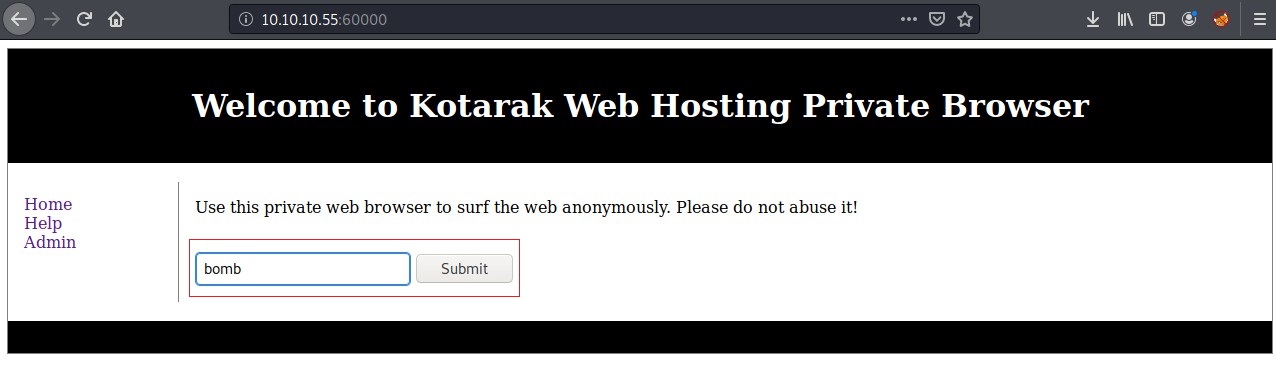 10.10.10.55:60000
Welcome to Kotarak Web Hosting Private Browser
Home
Help
Admin
Use this private web browser to surf the web anonymously. Please do not abuse it!
bomb
Submit